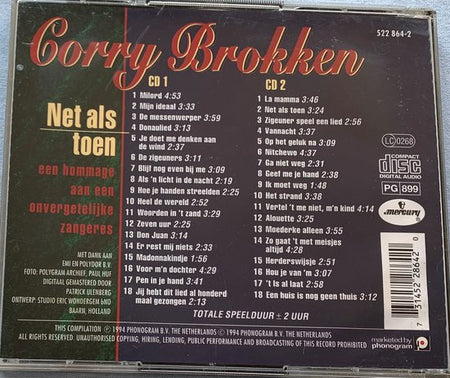 Corry Brokken
522 864-2
Net als
toen
een hommage
aan een
onvergetelijke
zangeres
MET DANK AAN
EMI EN POLYDOR B.V.
FOTO: POLYGRAM ARCHIEF, PAUL HUF
DIGITAAL GEMASTERED DOOR
PATRICK ULENBERG
ONTWERP: STUDIO ERIC WONDERGEM BNO
BAARN, HOLLAND
CD 1
1 Milord 4:53
2 Mijn ideaal 3:33
3 De messenwerper 3:59
4 Donaulied 3:13
5 Je doet me denken aan
de wind 2:37
6 De zigeuners 3:11
7 Blijf nog even bij me 3:09
8 Als 'n licht in de nacht 2:19
9 Hoe je handen streelden 2:25
10 Heel de wereld 2:52
11 Woorden in 't zand 3:29
12 Zeven uur 2:25
13 Don Juan 3:14
14 Er rest mij niets 2:33
15 Madonnakindje 2:56
16 Voor m'n dochter 4:29
17 Pen in je hand 3:21
18 Jij hebt dit lied al honderd
maal gezongen 2:13
CD 2
1 La mamma 3:46
2 Net als toen 3:24
3 Zigeuner speel een lied 2:56
4 Vannacht 3:37
5 Op het geluk na 3:09
6 Nitchewo 4:37
7 Ga niet weg 2:31
8 Geef me je hand 2:38
9 Ik moet weg 1:48
10 Het strand 3:38
11 Vertel 't me niet, m'n kind 4:14
12 Alouette 3:25
13 Moederke alleen 3:55
14 Zo gaat 't met meisjes
altijd 4:28
15 Herderswijsje 2:41
16 Hou je van 'm 3:07
17 't Is al laat 2:58
18 Een huis is nog geen thuis 3:12
TOTALE SPEELDUUR ± 2 UUR
LC 0268
COMPACT
disc
DIGITAL AUDIO
PG 899
mercury
7 31452 28642 0
THIS COMPILATION ℗ 1994 PHONOGRAM B.V. THE NETHERLANDS © 1994 PHONOGRAM B.V. THE NETHERLANDS
ALL RIGHTS RESERVED. UNAUTHORISED COPYING, HIRING, LENDING, PUBLIC PERFORMANCE AND BROADCASTING OF THIS RECORD PROHIBITED
marketed by
phonogram